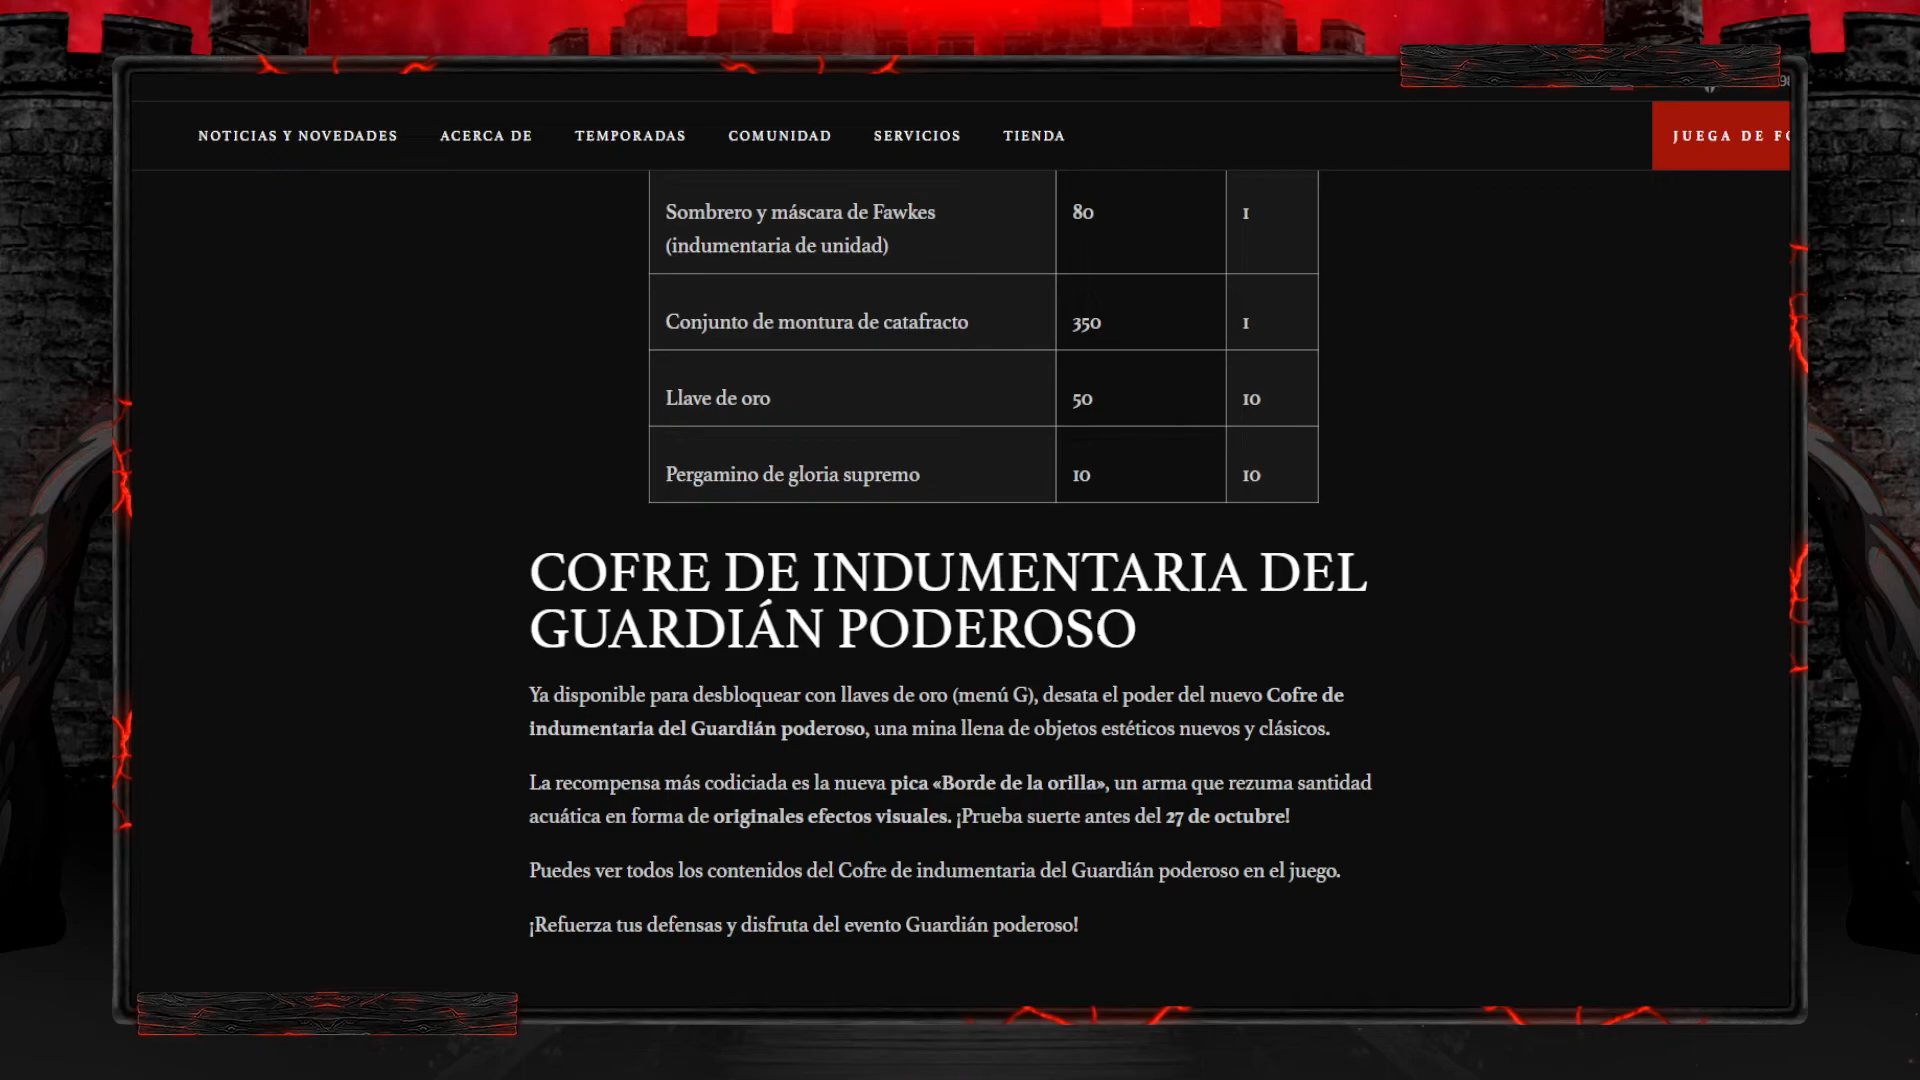 NOTICIAS Y NOVEDADES ACERCA DE TEMPORADAS COMUNIDAD SERVICIOS TIENDA JUEGA DE
Sombrero y máscara de Fawkes 80 1
(indumentaria de unidad)
Conjunto de montura de catafracto 350 1
Llave de oro 50 10
Pergamino de gloria supremo 10 10
COFRE DE INDUMENTARIA DEL
GUARDIÁN PODEROSO
Ya disponible para desbloquear con llaves de oro (menú G), desata el poder del nuevo Cofre de
indumentaria del Guardián poderoso, una mina llena de objetos estéticos nuevos y clásicos.
La recompensa más codiciada es la nueva pica «Borde de la orilla», un arma que rezuma santidad
acuática en forma de originales efectos visuales. ¡Prueba suerte antes del 27 de octubre!
Puedes ver todos los contenidos del Cofre de indumentaria del Guardián poderoso en el juego.
¡Refuerza tus defensas y disfruta del evento Guardián poderoso!